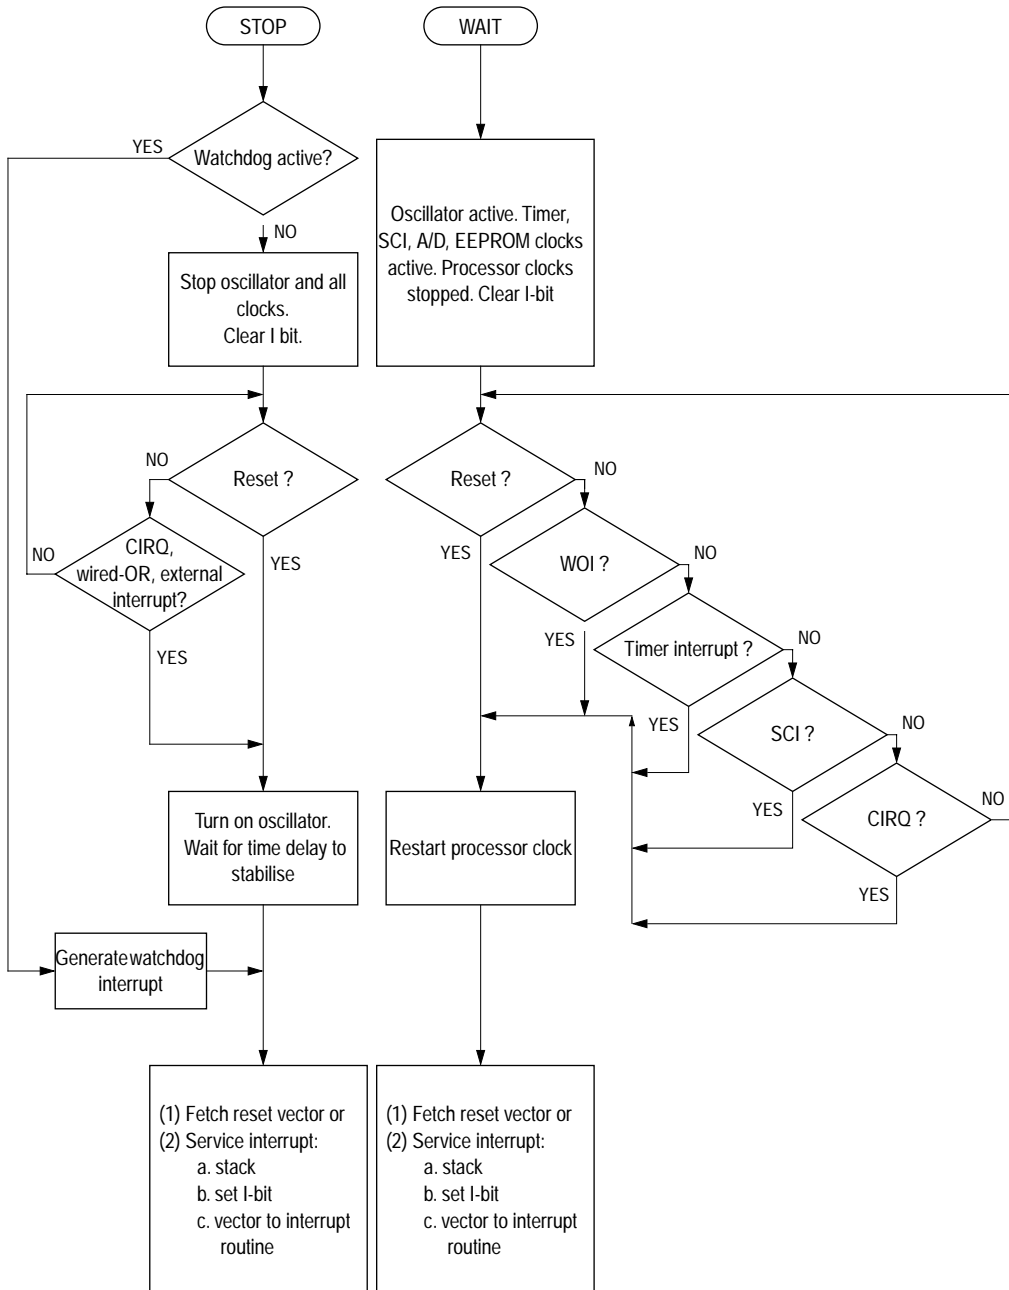 STOP
WAIT
YES
Watchdog active?
NO
Stop oscillator and all
clocks.
Clear I bit.
Oscillator active. Timer,
SCI, A/D, EEPROM clocks
active. Processor clocks
stopped. Clear I-bit
NO
Reset ?
YES
NO
CIRQ,
wired-OR, external
interrupt?
YES
Reset ?
NO
YES
WOI ?
NO
YES
Timer interrupt ?
NO
YES
SCI ?
NO
YES
CIRQ ?
NO
YES
Turn on oscillator.
Wait for time delay to
stabilise
Restart processor clock
Generate watchdog
interrupt
(1) Fetch reset vector or
(2) Service interrupt:
a. stack
b. set I-bit
c. vector to interrupt
routine
(1) Fetch reset vector or
(2) Service interrupt:
a. stack
b. set I-bit
c. vector to interrupt
routine